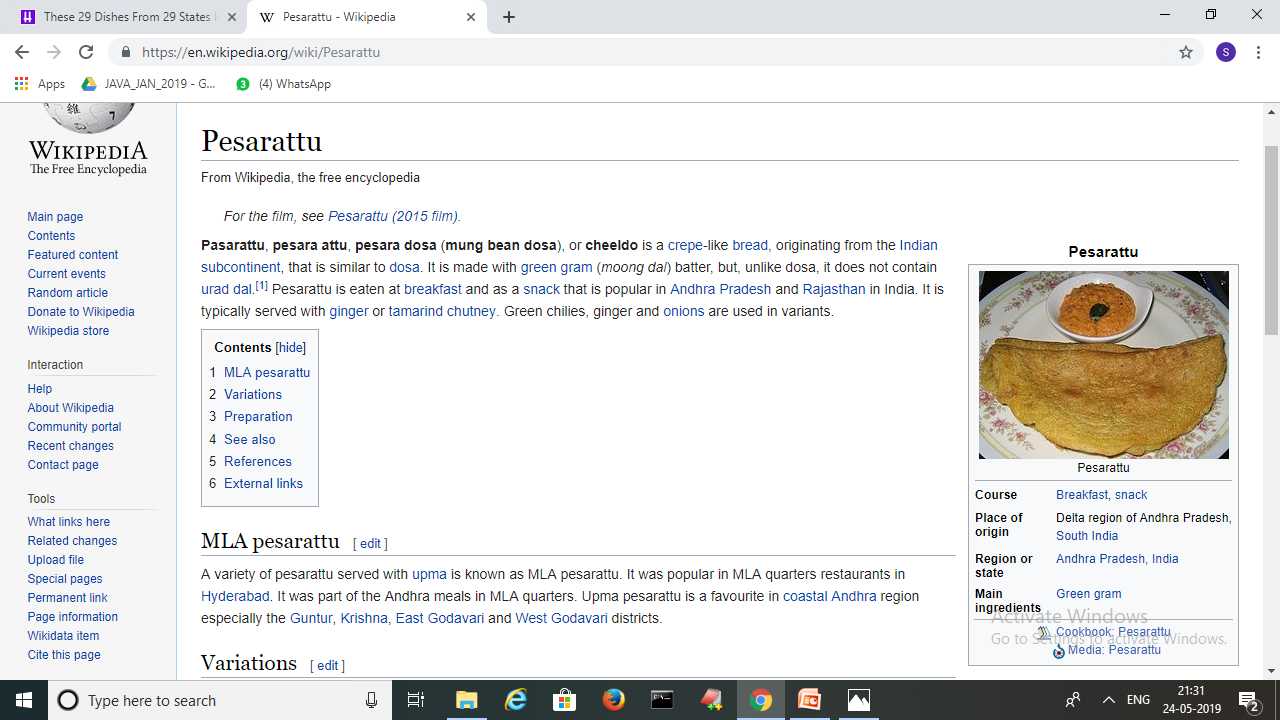 These 29 Dishes From 29 States
Pesarattu - Wikipedia
https://en.wikipedia.org/wiki/Pesarattu
S
Apps
JAVA_JAN_2019 - G...
3
(4) WhatsApp
維
WIKIPEDIA
The Free Encyclopedia
Main page
Contents
Featured content
Current events
Random article
Donate to Wikipedia
Wikipedia store
Interaction
Help
About Wikipedia
Community portal
Recent changes
Contact page
Tools
What links here
Related changes
Upload file
Special pages
Permanent link
Page information
Wikidata item
Cite this page
Pesarattu
From Wikipedia, the free encyclopedia
For the film, see Pesarattu (2015 film).
Pasarattu, pesara attu, pesara dosa (mung bean dosa), or cheeldo is a crepe-like bread, originating from the Indian
subcontinent, that is similar to dosa. It is made with green gram (moong dal) batter, but, unlike dosa, it does not contain
urad dal.[1] Pesarattu is eaten at breakfast and as a snack that is popular in Andhra Pradesh and Rajasthan in India. It is
typically served with ginger or tamarind chutney. Green chilies, ginger and onions are used in variants.
Contents [hide]
1 MLA pesarattu
2 Variations
3 Preparation
4 See also
5 References
6 External links
MLA pesarattu [ edit ]
A variety of pesarattu served with upma is known as MLA pesarattu. It was popular in MLA quarters restaurants in
Hyderabad. It was part of the Andhra meals in MLA quarters. Upma pesarattu is a favourite in coastal Andhra region
especially the Guntur, Krishna, East Godavari and West Godavari districts.
Variations [ edit ]
Pesarattu
Pesarattu
Course Breakfast, snack
Place of origin Delta region of Andhra Pradesh, South India
Region or state Andhra Pradesh, India
Main ingredients Green gram
Cookbook: Pesarattu
Media: Pesarattu
Activate Windows
Go to Settings to activate Windows.
Type here to search
ENG
21:31
24-05-2019
2